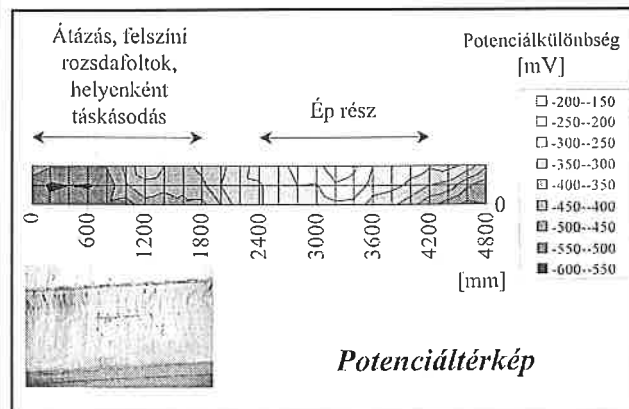 Átázás, felszíni
rozsdafoltok,
helyenként
táskásodás
Ép rész
Potenciálkülönbség
[mV]
-200--150
-250--200
-300--250
-350--300
-400--350
-450--400
-500--450
-550--500
-600--550
0
0
600
1200
1800
2400
3000
3600
4200
4800
[mm]
Potenciáltérkép